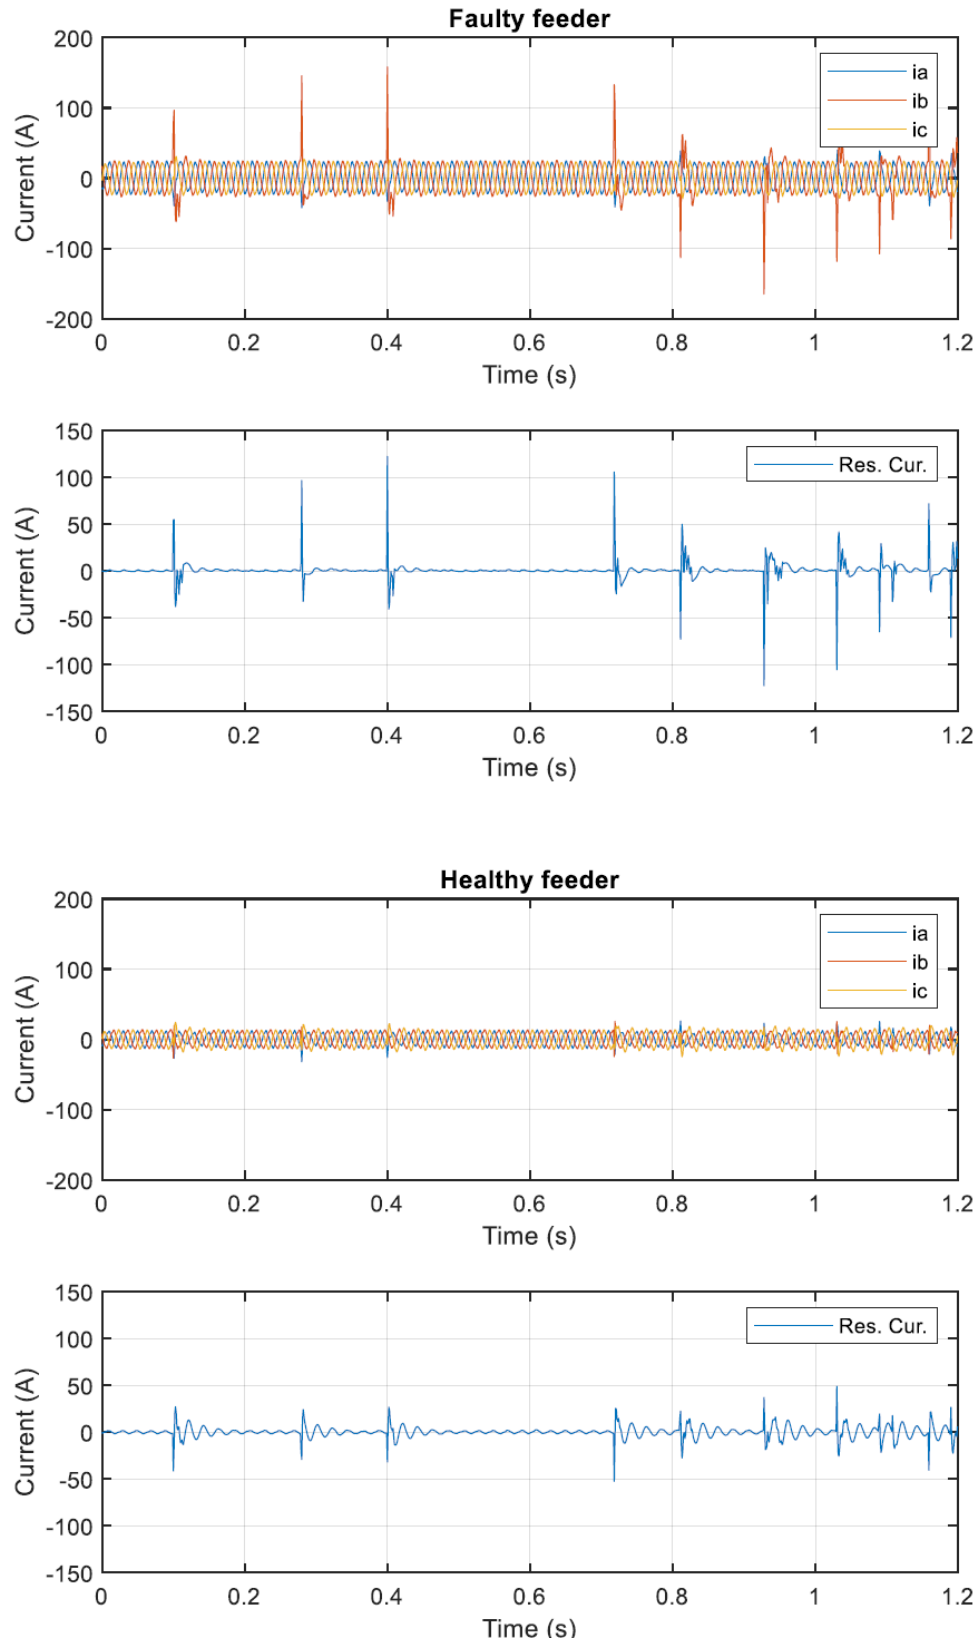 Faulty feeder
200
100
0
-100
-200
Current (A)
ia
ib
ic
0 0.2 0.4 0.6 0.8 1 1.2
Time (s)
150
100
50
0
-50
-100
-150
Current (A)
Res. Cur.
0 0.2 0.4 0.6 0.8 1 1.2
Time (s)
Healthy feeder
200
100
0
-100
-200
Current (A)
ia
ib
ic
0 0.2 0.4 0.6 0.8 1 1.2
Time (s)
150
100
50
0
-50
-100
-150
Current (A)
Res. Cur.
0 0.2 0.4 0.6 0.8 1 1.2
Time (s)